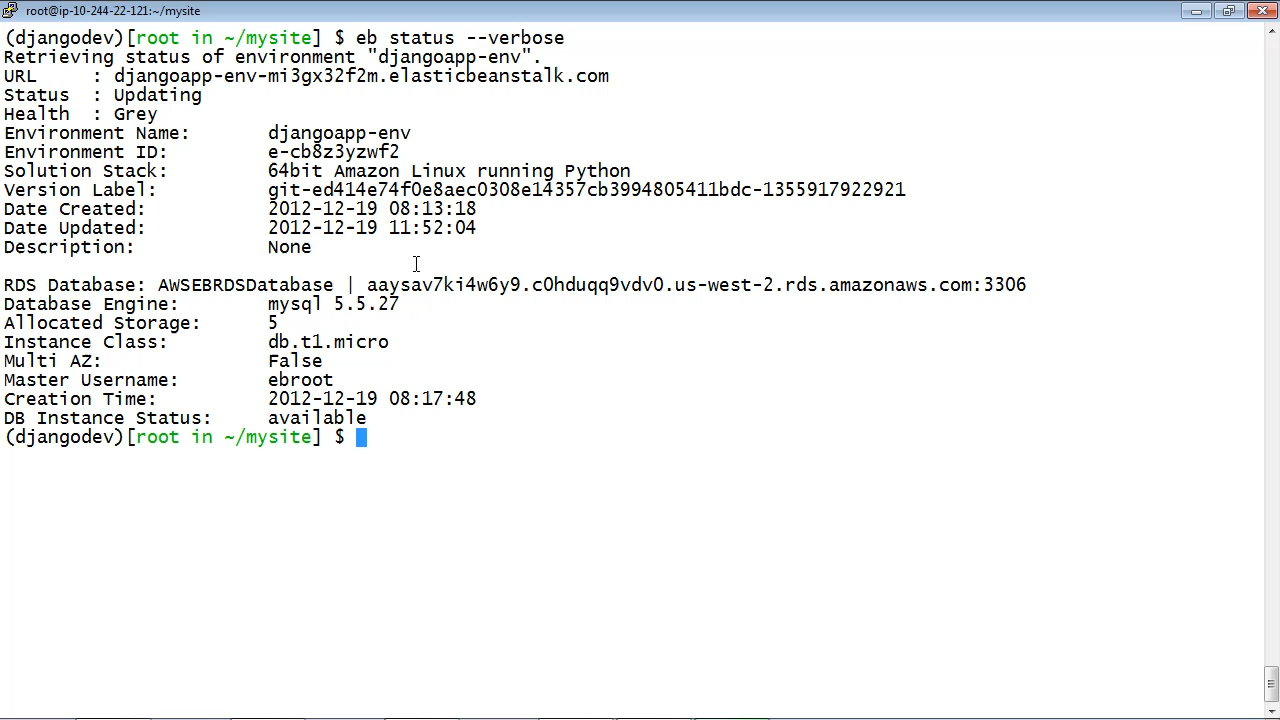 root@ip-10-244-22-121:~/mysite
(djangodev)[root in ~/mysite] $ eb status --verbose
Retrieving status of environment "djangoapp-env".
URL     : djangoapp-env-mi3gx32f2m.elasticbeanstalk.com
Status  : Updating
Health  : Grey
Environment Name:       djangoapp-env
Environment ID:         e-cb8z3yzwf2
Solution Stack:         64bit Amazon Linux running Python
Version Label:          git-ed414e74f0e8aec0308e14357cb3994805411bdc-1355917922921
Date Created:           2012-12-19 08:13:18
Date Updated:           2012-12-19 11:52:04
Description:            None

RDS Database: AWSEBRDSDatabase | aaysav7ki4w6y9.c0hduqq9vdv0.us-west-2.rds.amazonaws.com:3306
Database Engine:        mysql 5.5.27
Allocated Storage:      5
Instance Class:         db.t1.micro
Multi AZ:               False
Master Username:        ebroot
Creation Time:          2012-12-19 08:17:48
DB Instance Status:     available
(djangodev)[root in ~/mysite] $